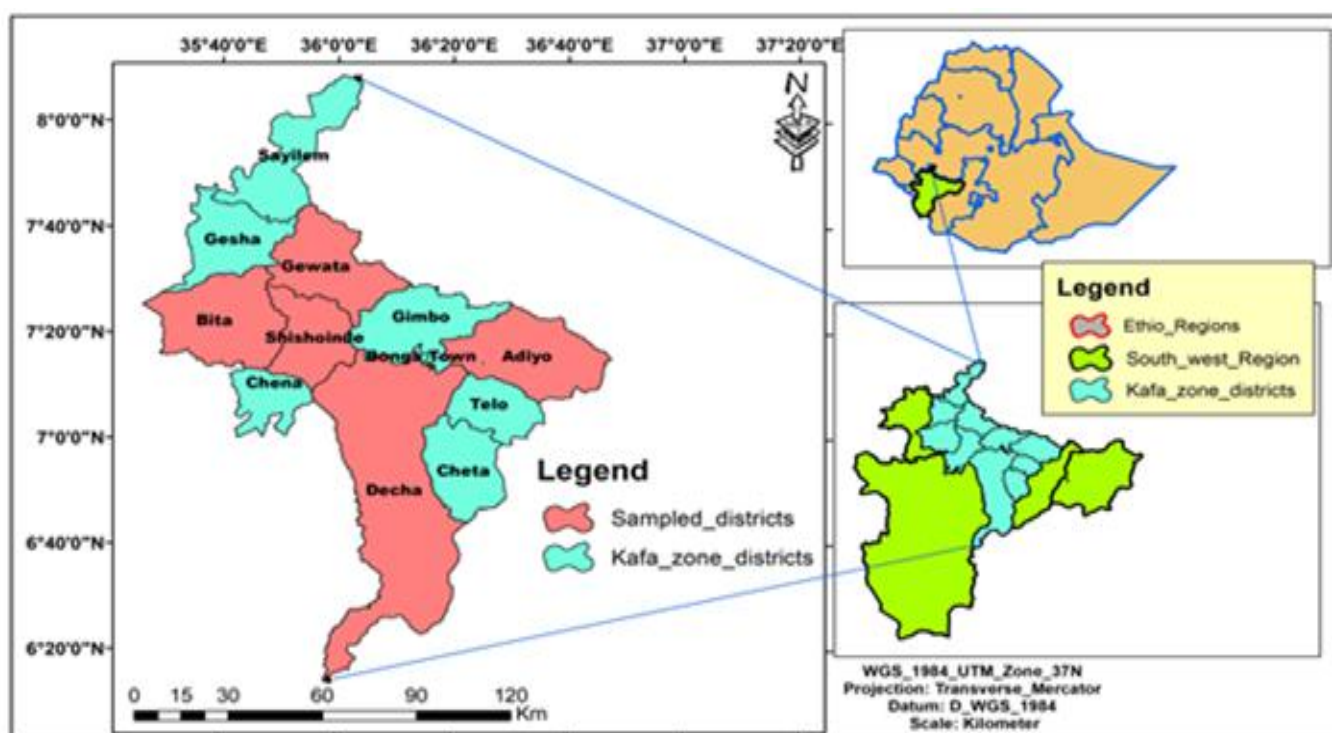 35°40'0"E 36°0'0"E 36°20'0"E 36°40'0"E 37°0'0"E 37°20'0"E
8°0'0"N
7°40'0"N
7°20'0"N
7°0'0"N
6°40'0"N
6°20'0"N
N
Sayilem
Gesha
Gewata
Bita
Gimbo
Shishoinde
Bonga Town
Adiyo
Chena
Telo
Cheta
Decha
Legend
Sampled_districts
Kafa_zone_districts
0 15 30 60 90 120
Km
Legend
Ethio_Regions
South_west_Region
Kafa_zone_districts
WGS_1984_UTM_Zone_37N
Projection: Transverse_Mercator
Datum: D_WGS_1984
Scale: Kilometer